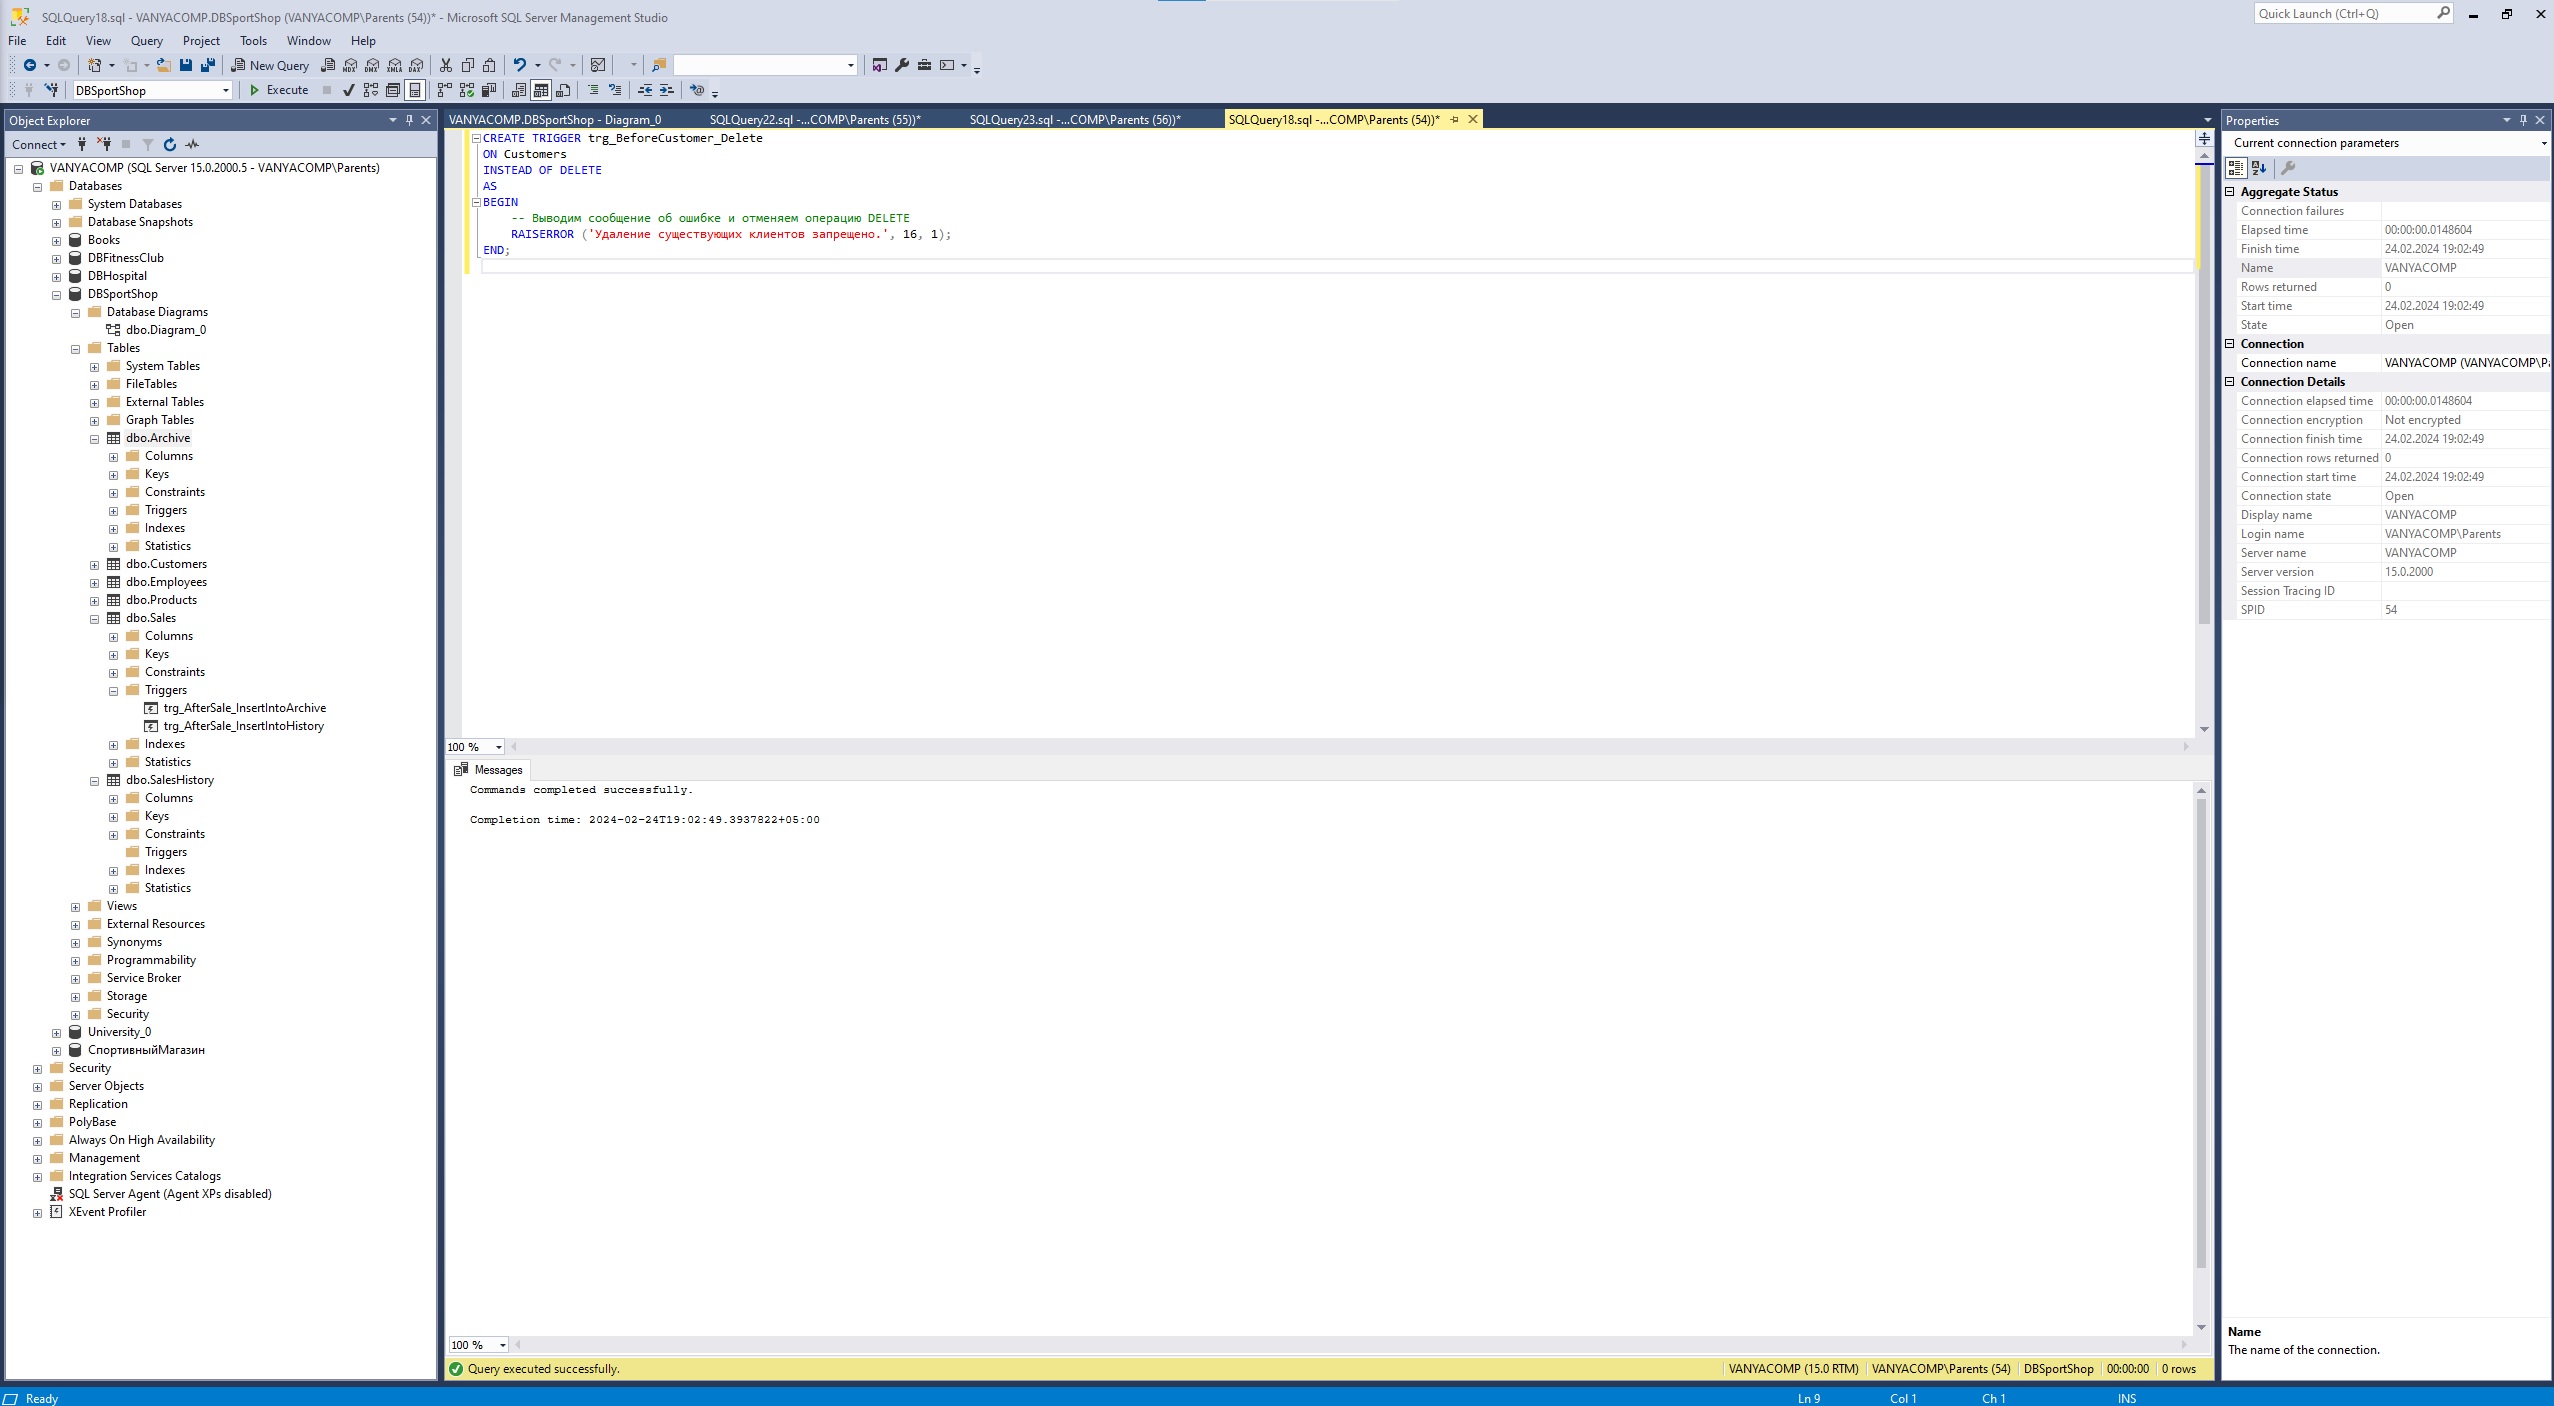 SQLQuery18.sql - VANYACOMP.DBSportShop (VANYACOMP\Parents (54))* - Microsoft SQL Server Management Studio
Quick Launch (Ctrl+Q)
File Edit View Query Project Tools Window Help
New Query
DBSportShop Execute
Object Explorer
Connect
VANYACOMP (SQL Server 15.0.2000.5 - VANYACOMP\Parents)
Databases
System Databases
Database Snapshots
Books
DBFitnessClub
DBHospital
DBSportShop
Database Diagrams
dbo.Diagram_0
Tables
System Tables
FileTables
External Tables
Graph Tables
dbo.Archive
Columns
Keys
Constraints
Triggers
Indexes
Statistics
dbo.Customers
dbo.Employees
dbo.Products
dbo.Sales
Columns
Keys
Constraints
Triggers
trg_AfterSale_InsertIntoArchive
trg_AfterSale_InsertIntoHistory
Indexes
Statistics
dbo.SalesHistory
Columns
Keys
Constraints
Triggers
Indexes
Statistics
Views
External Resources
Synonyms
Programmability
Service Broker
Storage
Security
University_0
СпортивныйМагазин
Security
Server Objects
Replication
PolyBase
Always On High Availability
Management
Integration Services Catalogs
SQL Server Agent (Agent XPs disabled)
XEvent Profiler
VANYACOMP.DBSportShop - Diagram_0 SQLQuery22.sql -...COMP\Parents (55))* SQLQuery23.sql -...COMP\Parents (56))* SQLQuery18.sql -...COMP\Parents (54))*
CREATE TRIGGER trg_BeforeCustomer_Delete
ON Customers
INSTEAD OF DELETE
AS
BEGIN
-- Выводим сообщение об ошибке и отменяем операцию DELETE
RAISERROR ('Удаление существующих клиентов запрещено.', 16, 1);
END;
100 %
Messages
Commands completed successfully.
Completion time: 2024-02-24T19:02:49.3937822+05:00
100 %
Query executed successfully. VANYACOMP (15.0 RTM) VANYACOMP\Parents (54) DBSportShop 00:00:00 0 rows
Properties
Current connection parameters
Aggregate Status
Connection failures
Elapsed time 00:00:00.0148604
Finish time 24.02.2024 19:02:49
Name VANYACOMP
Rows returned 0
Start time 24.02.2024 19:02:49
State Open
Connection
Connection name VANYACOMP (VANYACOMP\P
Connection Details
Connection elapsed time 00:00:00.0148604
Connection encryption Not encrypted
Connection finish time 24.02.2024 19:02:49
Connection rows returned 0
Connection start time 24.02.2024 19:02:49
Connection state Open
Display name VANYACOMP
Login name VANYACOMP\Parents
Server name VANYACOMP
Server version 15.0.2000
Session Tracing ID
SPID 54
Name
The name of the connection.
Ready Ln 9 Col 1 Ch 1 INS